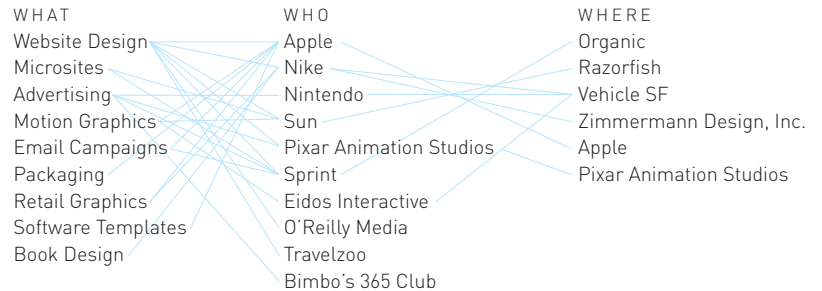 WHAT
Website Design
Microsites
Advertising
Motion Graphics
Email Campaigns
Packaging
Retail Graphics
Software Templates
Book Design
WHO
Apple
Nike
Nintendo
Sun
Pixar Animation Studios
Sprint
Eidos Interactive
O'Reilly Media
Travelzoo
Bimbo's 365 Club
WHERE
Organic
Razorfish
Vehicle SF
Zimmermann Design, Inc.
Apple
Pixar Animation Studios